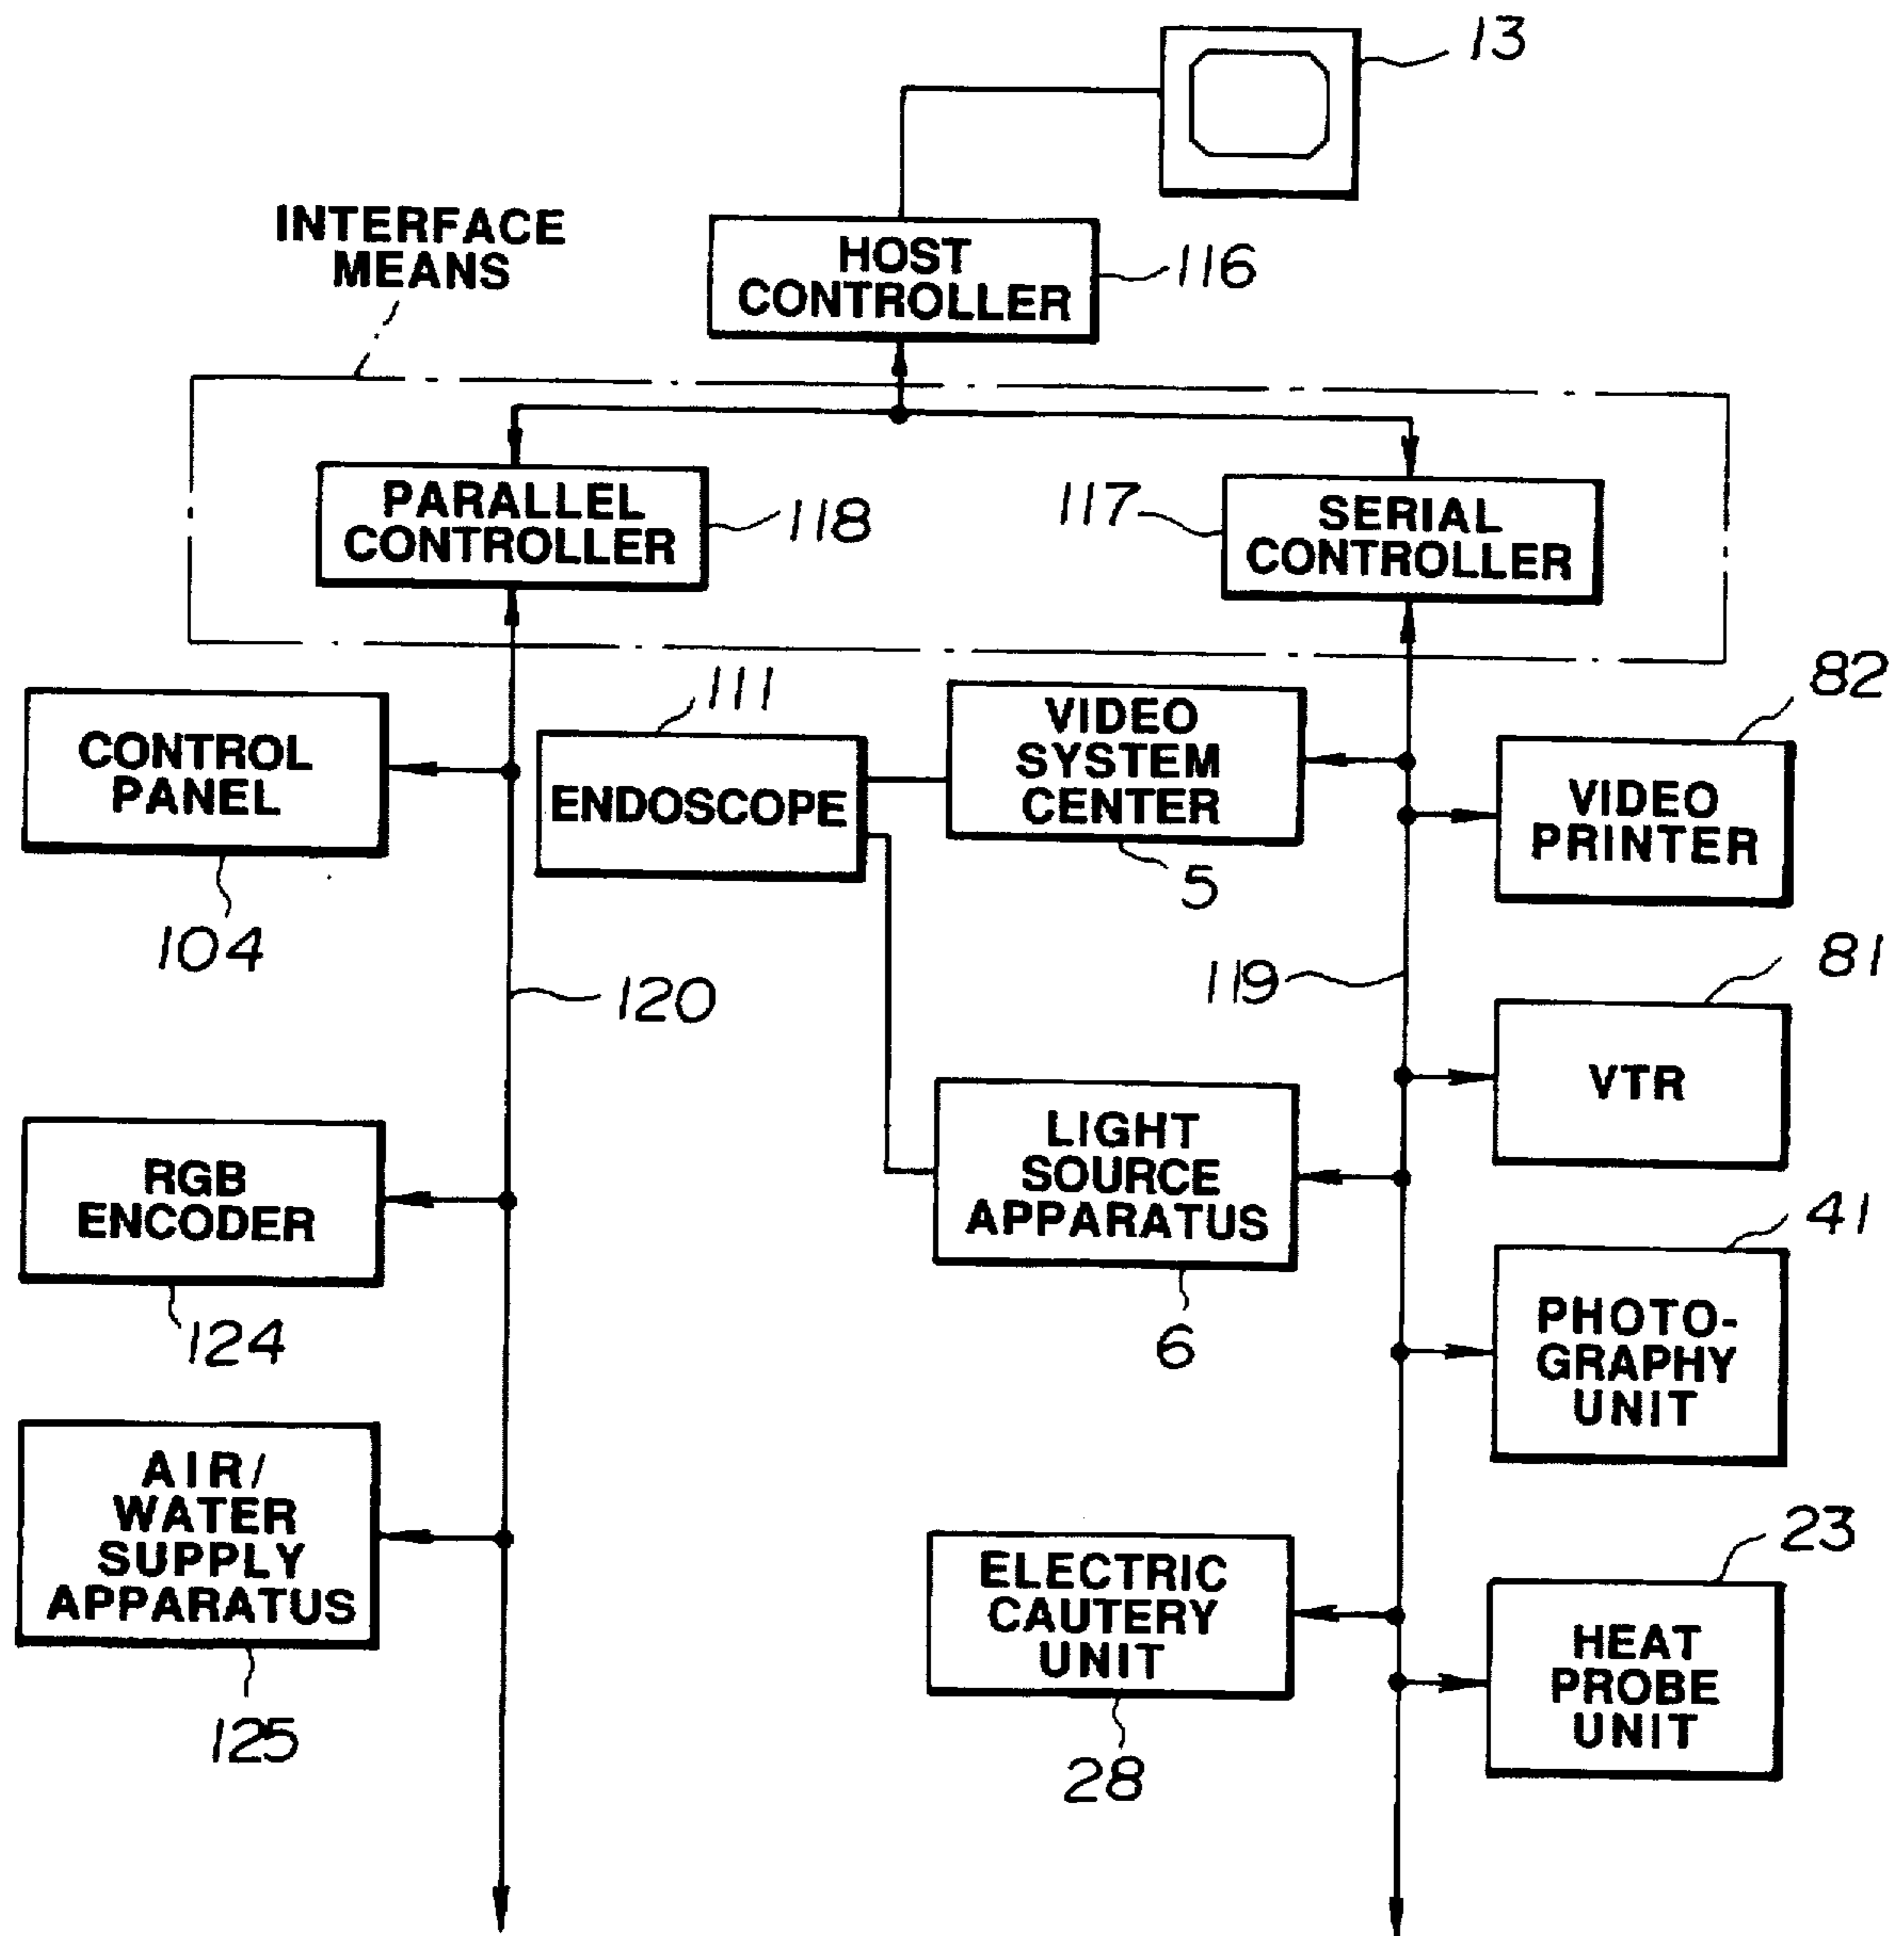 13
INTERFACE
MEANS
HOST
CONTROLLER
116
PARALLEL
CONTROLLER
118
117
SERIAL
CONTROLLER
111
82
CONTROL
PANEL
ENDOSCOPE
VIDEO
SYSTEM
CENTER
VIDEO
PRINTER
104
5
120
119
81
VTR
RGB
ENCODER
LIGHT
SOURCE
APPARATUS
41
124
6
PHOTO-
GRAPHY
UNIT
AIR/
WATER
SUPPLY
APPARATUS
ELECTRIC
CAUTERY
UNIT
23
HEAT
PROBE
UNIT
125
28